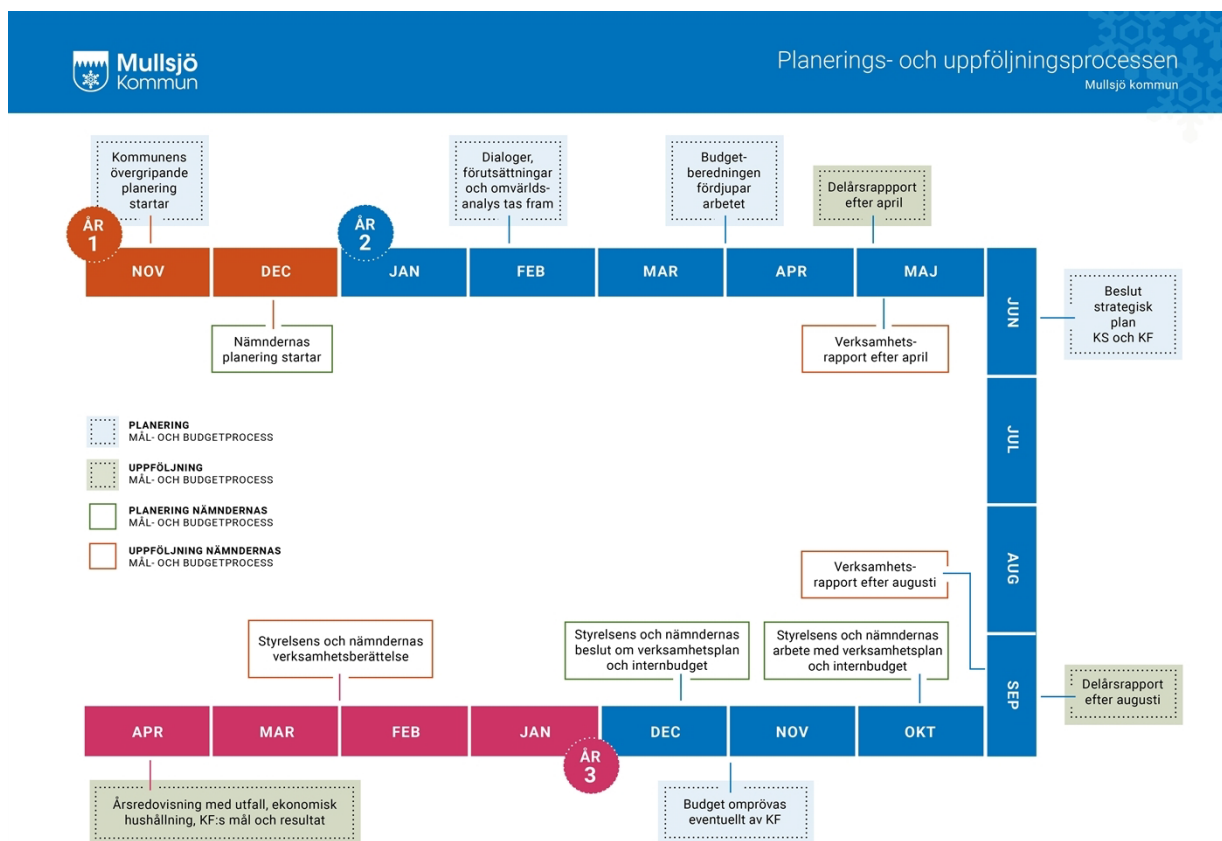 Mullsjö
Kommun
Planerings- och uppföljningsprocessen
Mullsjö kommun
Kommunens
övergripande
planering
startar
Dialoger,
förutsättningar
och omvärlds-
analys tas fram
Budget-
beredningen
fördjupar
arbetet
Delårsrappport
efter april
ÅR
1
ÅR
2
NOV
DEC
JAN
FEB
MAR
APR
MAJ
JUN
Beslut
strategisk
plan
KS och KF
Nämndernas
planering startar
Verksamhets-
rapport efter april
JUL
PLANERING
MÅL- OCH BUDGETPROCESS
UPPFÖLJNING
MÅL- OCH BUDGETPROCESS
PLANERING NÄMNDERNAS
MÅL- OCH BUDGETPROCESS
UPPFÖLJNING NÄMNDERNAS
MÅL- OCH BUDGETPROCESS
AUG
Verksamhets-
rapport efter augusti
Styrelsens och nämndernas
verksamhetsberättelse
Styrelsens och nämndernas
beslut om verksamhetsplan
och internbudget
Styrelsens och nämndernas
arbete med verksamhetsplan
och internbudget
SEP
Delårsrapport
efter augusti
APR
MAR
FEB
JAN
DEC
NOV
OKT
ÅR
3
Årsredovisning med utfall, ekonomisk
hushållning, KF:s mål och resultat
Budget omprövas
eventuellt av KF